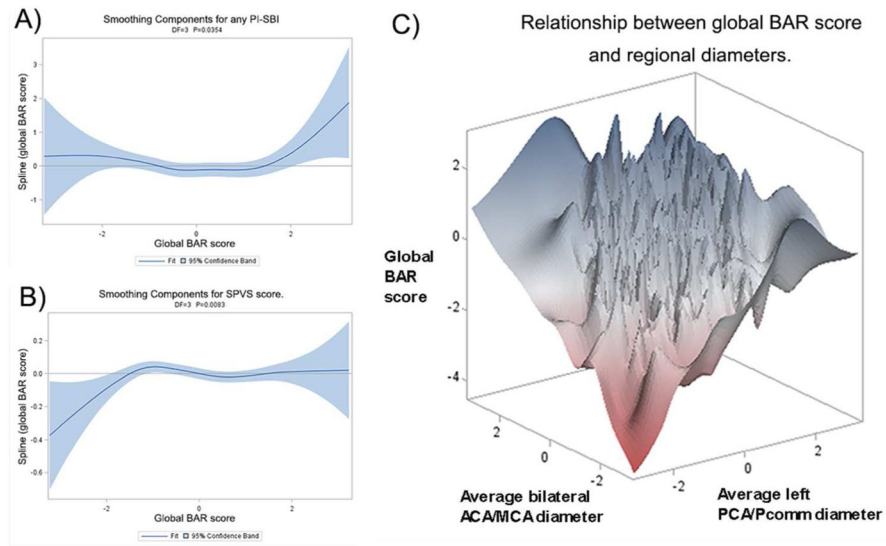 A)
Smoothing Components for any PI-SBI
DF=3 P=0.0354
Spline (global BAR score)
3
2
1
0
-1
-2
0
2
Global BAR score
Fit
95% Confidence Band
B)
Smoothing Components for SPVS score.
DF=3 P=0.0083
Spline (global BAR score)
0.2
0.0
-0.2
-0.4
-0.6
-2
0
2
Global BAR score
Fit
95% Confidence Band
C)
Relationship between global BAR score
and regional diameters.
Global
BAR
score
2
0
-2
-4
2
0
-2
Average bilateral
ACA/MCA diameter
-2
0
2
Average left
PCA/Pcomm diameter